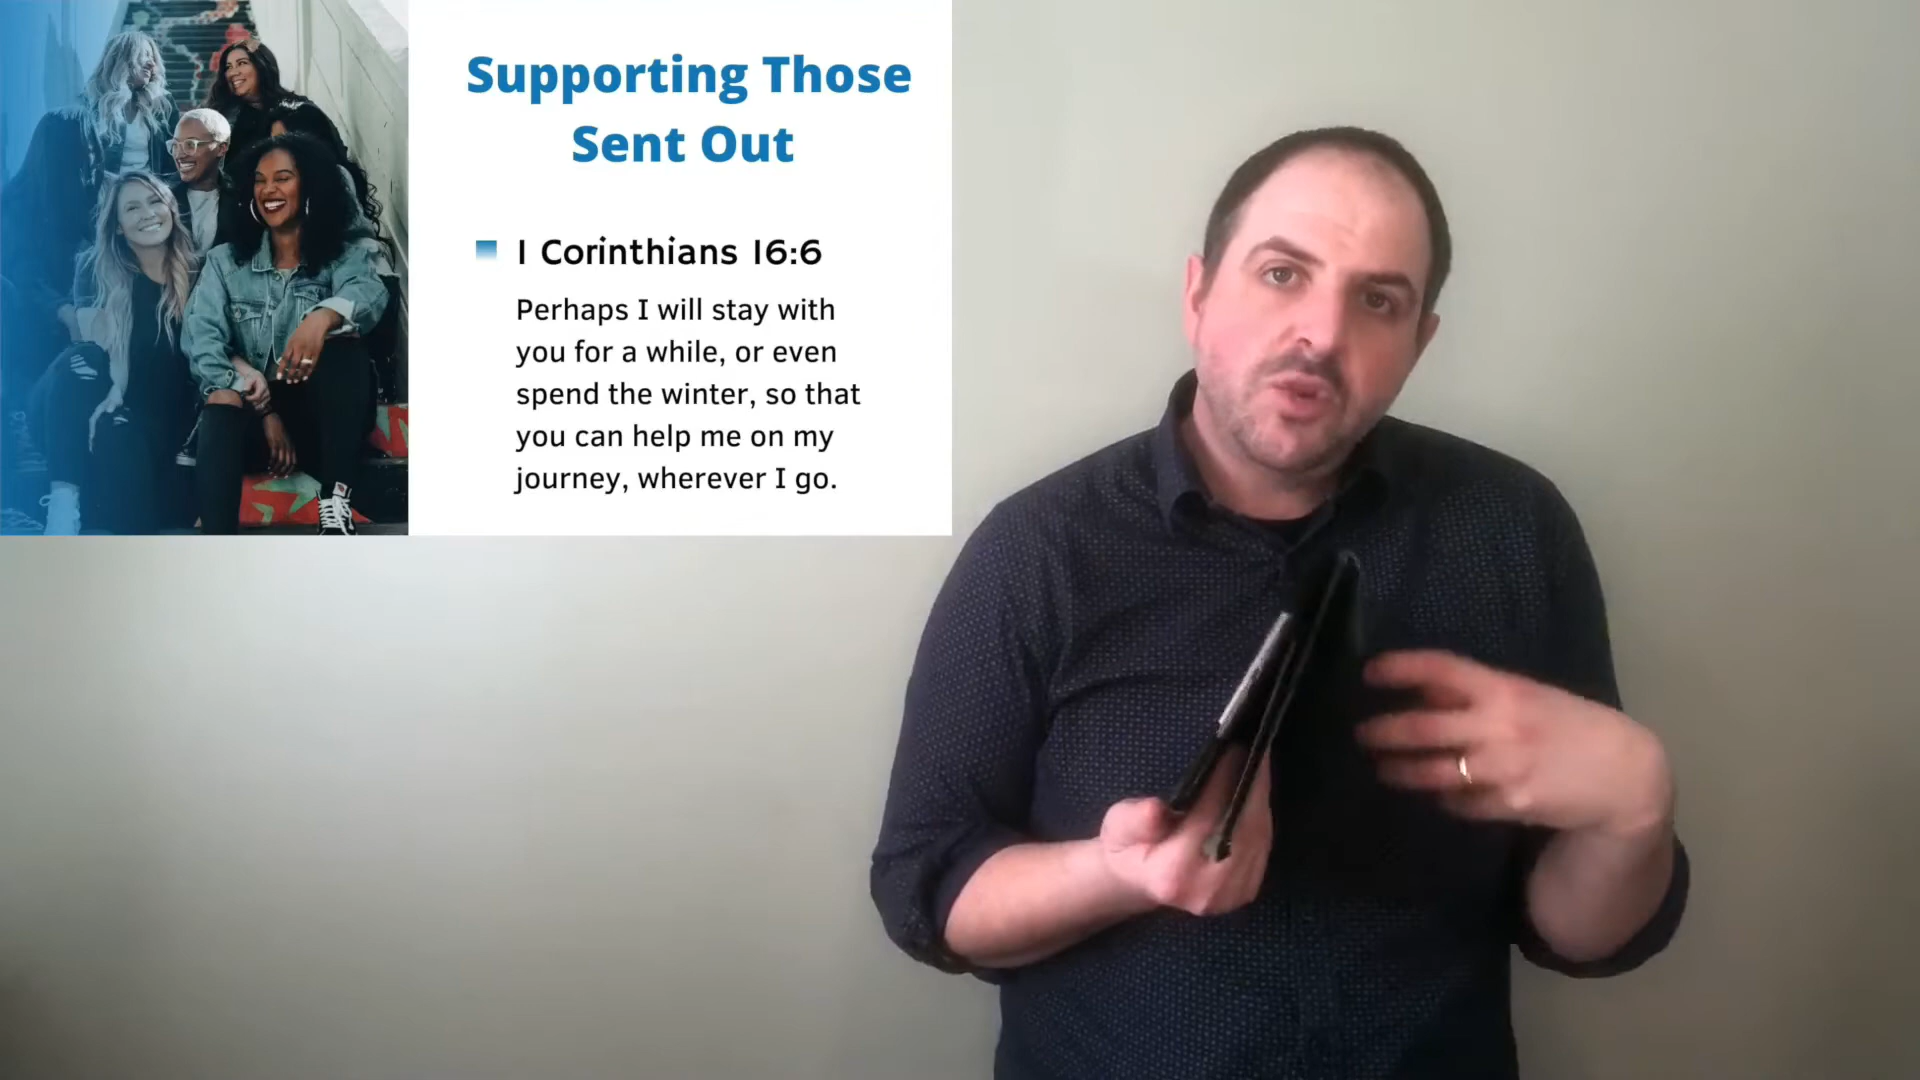 Supporting Those
Sent Out
1 Corinthians 16:6
Perhaps I will stay with
you for a while, or even
spend the winter, so that
you can help me on my
journey, wherever I go.